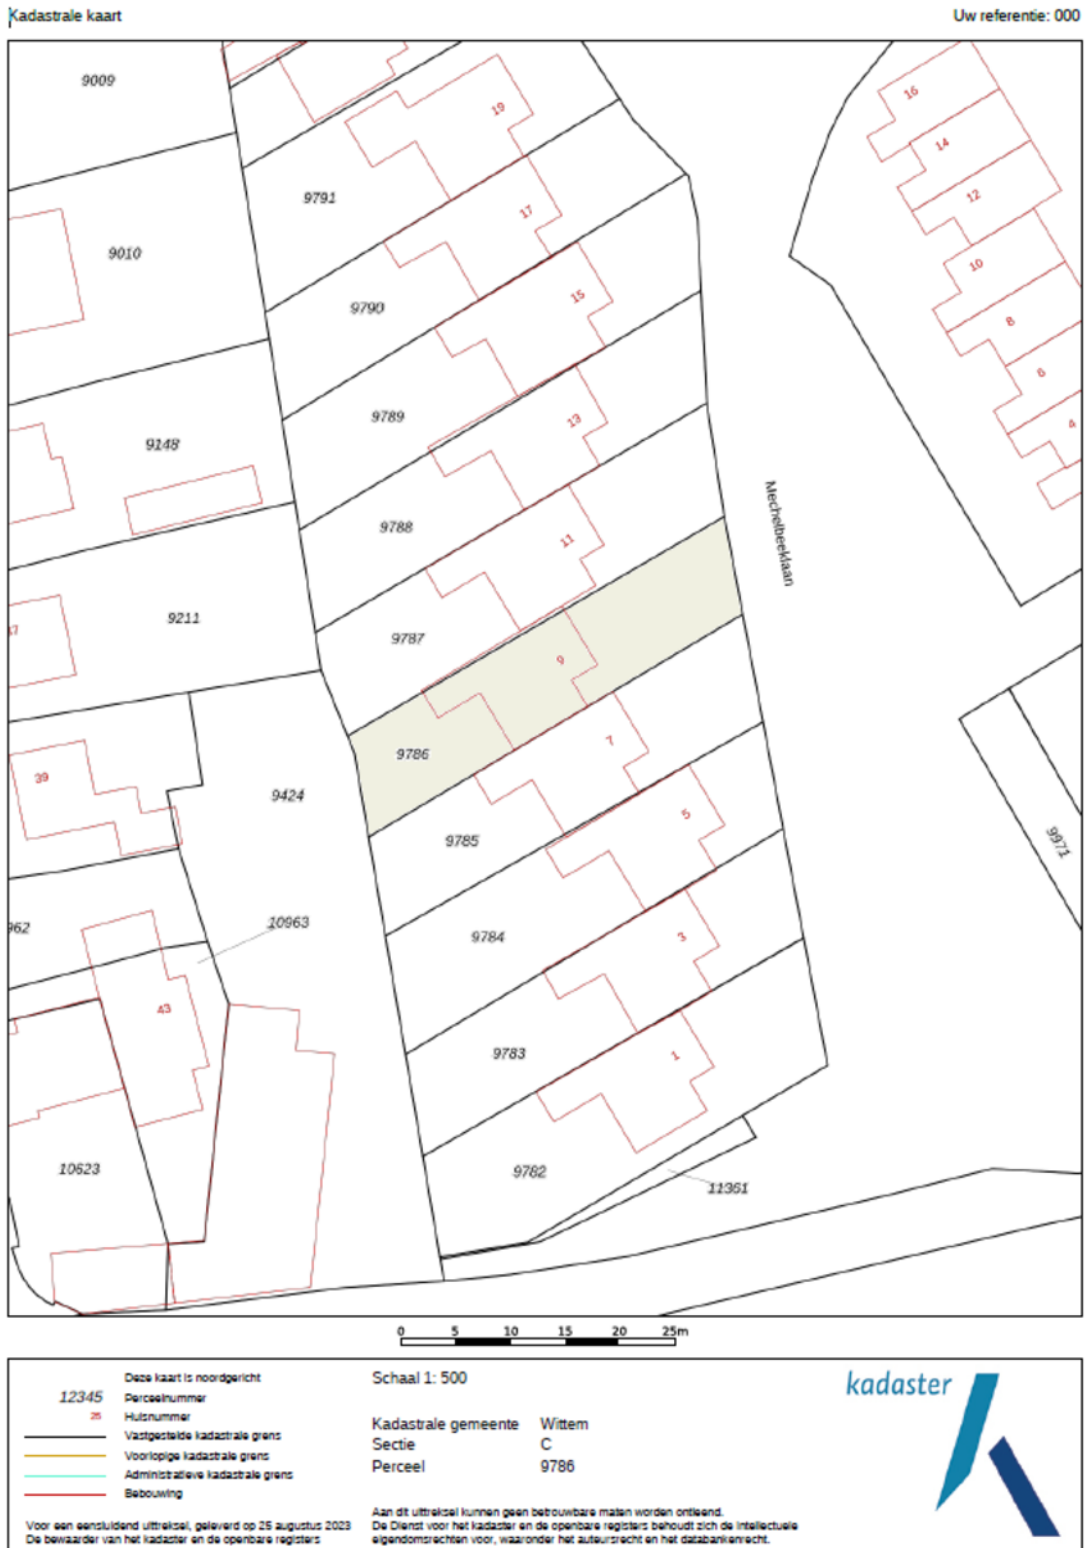 Kadastrale kaart
Uw referentie: 000
9009
16
19
14
9791
12
17
9010
10
15
9790
8
6
9789
13
4
9148
9788
11
Mechelbeeklaan
9211
9787
9
9786
7
39
9424
5
9785
9971
10963
962
9784
3
43
9783
1
10623
9782
11361
0 5 10 15 20 25m
Deze kaart is noordgericht
12345 Perceelnummer
25 Huisnummer
Vastgestelde kadastrale grens
Voorlopige kadastrale grens
Administratieve kadastrale grens
Bebouwing
Voor een eensluidend uittreksel, geleverd op 25 augustus 2023
De bewaarder van het kadaster en de openbare registers
Schaal 1: 500
Kadastrale gemeente Wittem
Sectie C
Perceel 9786
Aan dit uittreksel kunnen geen betrouwbare maten worden ontleend.
De Dienst voor het kadaster en de openbare registers behoudt zich de intellectuele
eigendomsrechten voor, waaronder het auteursrecht en het databankenrecht.
kadaster